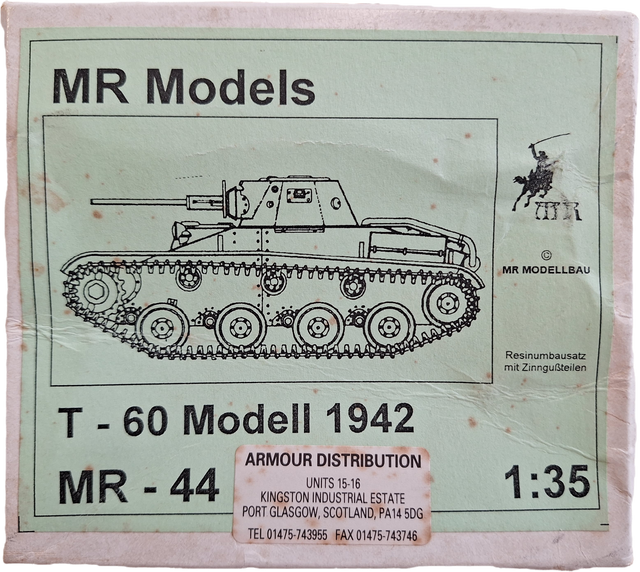 MR Models
MR
©
MR MODELLBAU
Resinumbausatz
mit Zinngußteilen
T - 60 Modell 1942
MR - 44
1:35
ARMOUR DISTRIBUTION
UNITS 15-16
KINGSTON INDUSTRIAL ESTATE
PORT GLASGOW, SCOTLAND, PA14 5DG
TEL 01475-743955 FAX 01475-743746